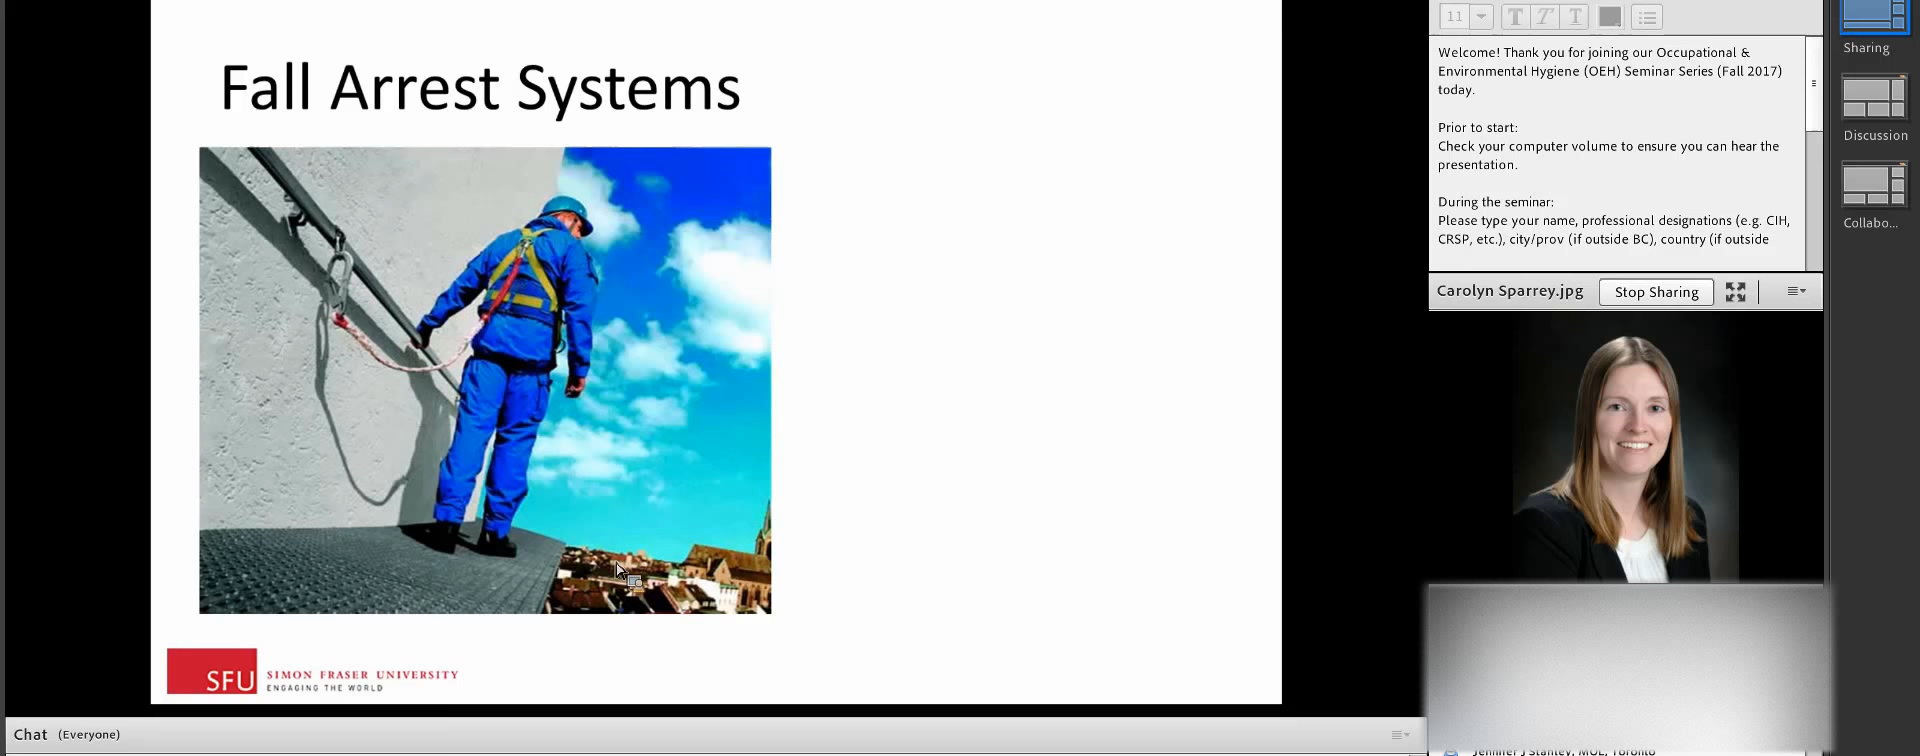 Fall Arrest Systems
SFU
SIMON FRASER UNIVERSITY
ENGAGING THE WORLD
Chat (Everyone)
11
T T T
Welcome! Thank you for joining our Occupational &
Environmental Hygiene (OEH) Seminar Series (Fall 2017)
today.
Prior to start:
Check your computer volume to ensure you can hear the
presentation.
During the seminar:
Please type your name, professional designations (e.g. CIH,
CRSP, etc.), city/prov (if outside BC), country (if outside
Carolyn Sparrey.jpg Stop Sharing
Jennifer J Stanley, MOL, Toronto
Sharing
Discussion
Collabo...